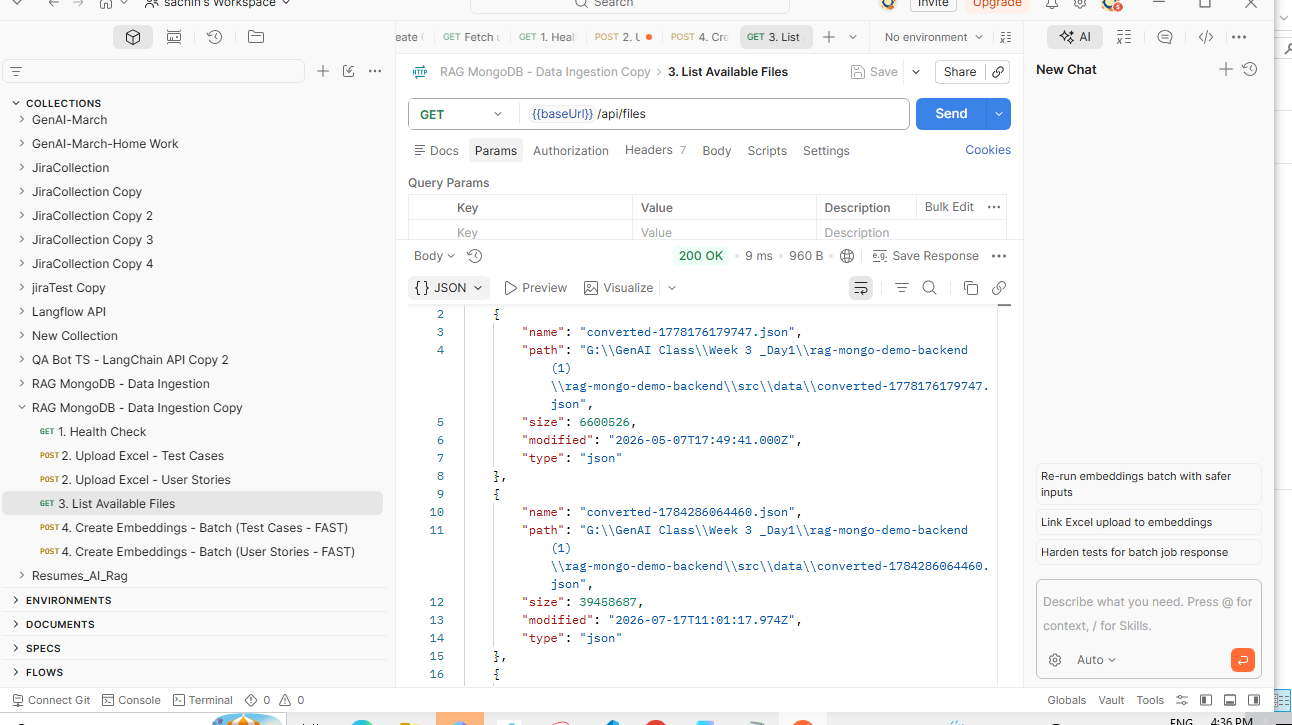 sachin's Workspace
Search
Invite
Upgrade
5
GET Fetch
GET 1.
POST 2.
POST 4.
GET 3. List
No environment
AI
HTTP RAG MongoDB - Data Ingestion Copy > 3. List Available Files
Save
Share
New Chat
GET
{{baseUrl}} /api/files
Send
Docs
Params
Authorization
Headers 7
Body
Scripts
Settings
Cookies
Query Params
Key
Value
Description
Bulk Edit
Key
Value
Description
Body
200 OK
9 ms
960 B
e.g. Save Response
{} JSON
Preview
Visualize
COLLECTIONS
GenAI-March
GenAI-March-Home Work
JiraCollection
JiraCollection Copy
JiraCollection Copy 2
JiraCollection Copy 3
JiraCollection Copy 4
jiraTest Copy
Langflow API
New Collection
QA Bot TS - LangChain API Copy 2
RAG MongoDB - Data Ingestion
RAG MongoDB - Data Ingestion Copy
GET 1. Health Check
POST 2. Upload Excel - Test Cases
POST 2. Upload Excel - User Stories
GET 3. List Available Files
POST 4. Create Embeddings - Batch (Test Cases - FAST)
POST 4. Create Embeddings - Batch (User Stories - FAST)
Resumes_AI_Rag
ENVIRONMENTS
DOCUMENTS
SPECS
FLOWS
2 {
3 "name": "converted-1778176179747.json",
4 "path": "G:\\GenAI Class\\Week 3 _Day1\\rag-mongo-demo-backend
(1)
\\rag-mongo-demo-backend\\src\\data\\converted-1778176179747.
json",
5 "size": 6600526,
6 "modified": "2026-05-07T17:49:41.000Z",
7 "type": "json"
8 },
9 {
10 "name": "converted-1784286064460.json",
11 "path": "G:\\GenAI Class\\Week 3 _Day1\\rag-mongo-demo-backend
(1)
\\rag-mongo-demo-backend\\src\\data\\converted-1784286064460.
json",
12 "size": 39458687,
13 "modified": "2026-07-17T11:01:17.974Z",
14 "type": "json"
15 },
16 {
Re-run embeddings batch with safer
inputs
Link Excel upload to embeddings
Harden tests for batch job response
Describe what you need. Press @ for
context, / for Skills.
Auto
Connect Git
Console
Terminal
0
0
Globals
Vault
Tools
ENG
4:36 PM